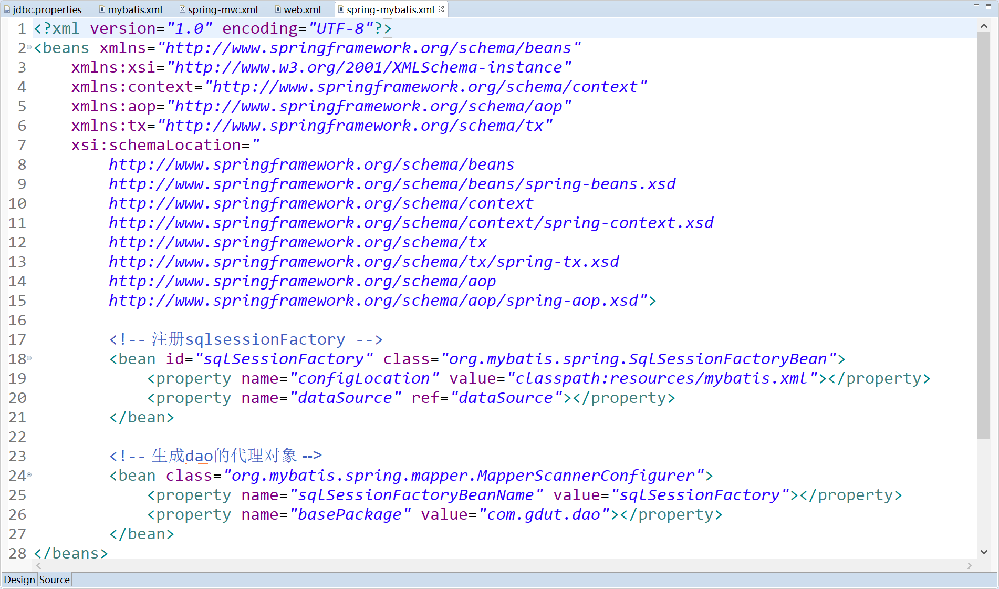 jdbc.properties mybatis.xml spring-mvc.xml web.xml spring-mybatis.xml
1 <?xml version="1.0" encoding="UTF-8"?>
2 <beans xmlns="http://www.springframework.org/schema/beans"
3 xmlns:xsi="http://www.w3.org/2001/XMLSchema-instance"
4 xmlns:context="http://www.springframework.org/schema/context"
5 xmlns:aop="http://www.springframework.org/schema/aop"
6 xmlns:tx="http://www.springframework.org/schema/tx"
7 xsi:schemaLocation="
8 http://www.springframework.org/schema/beans
9 http://www.springframework.org/schema/beans/spring-beans.xsd
10 http://www.springframework.org/schema/context
11 http://www.springframework.org/schema/context/spring-context.xsd
12 http://www.springframework.org/schema/tx
13 http://www.springframework.org/schema/tx/spring-tx.xsd
14 http://www.springframework.org/schema/aop
15 http://www.springframework.org/schema/aop/spring-aop.xsd">
16
17 <!-- 注册sqlsessionFactory -->
18 <bean id="sqlSessionFactory" class="org.mybatis.spring.SqlSessionFactoryBean">
19 <property name="configLocation" value="classpath:resources/mybatis.xml"></property>
20 <property name="dataSource" ref="dataSource"></property>
21 </bean>
22
23 <!-- 生成dao的代理对象 -->
24 <bean class="org.mybatis.spring.mapper.MapperScannerConfigurer">
25 <property name="sqlSessionFactoryBeanName" value="sqlSessionFactory"></property>
26 <property name="basePackage" value="com.gdut.dao"></property>
27 </bean>
28 </beans>
Design Source